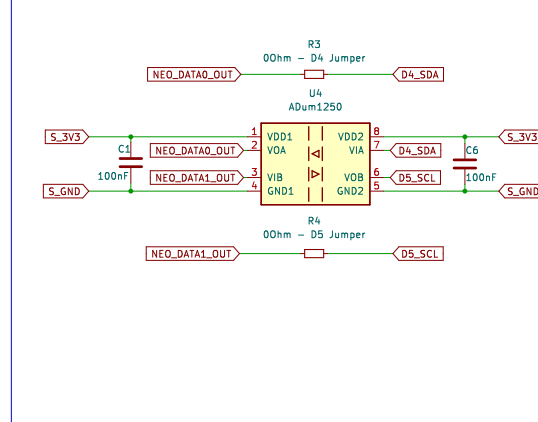 R3
0Ohm - D4 Jumper
NEO_DATA0_OUT
D4_SDA
U4
ADum1250
S_3V3
1 VDD1 VDD2 8
S_3V3
C1
NEO_DATA0_OUT
2 VOA VIA 7
D4_SDA
C6
100nF
NEO_DATA1_OUT
3 VIB VOB 6
D5_SCL
100nF
S_GND
4 GND1 GND2 5
S_GND
R4
0Ohm - D5 Jumper
NEO_DATA1_OUT
D5_SCL